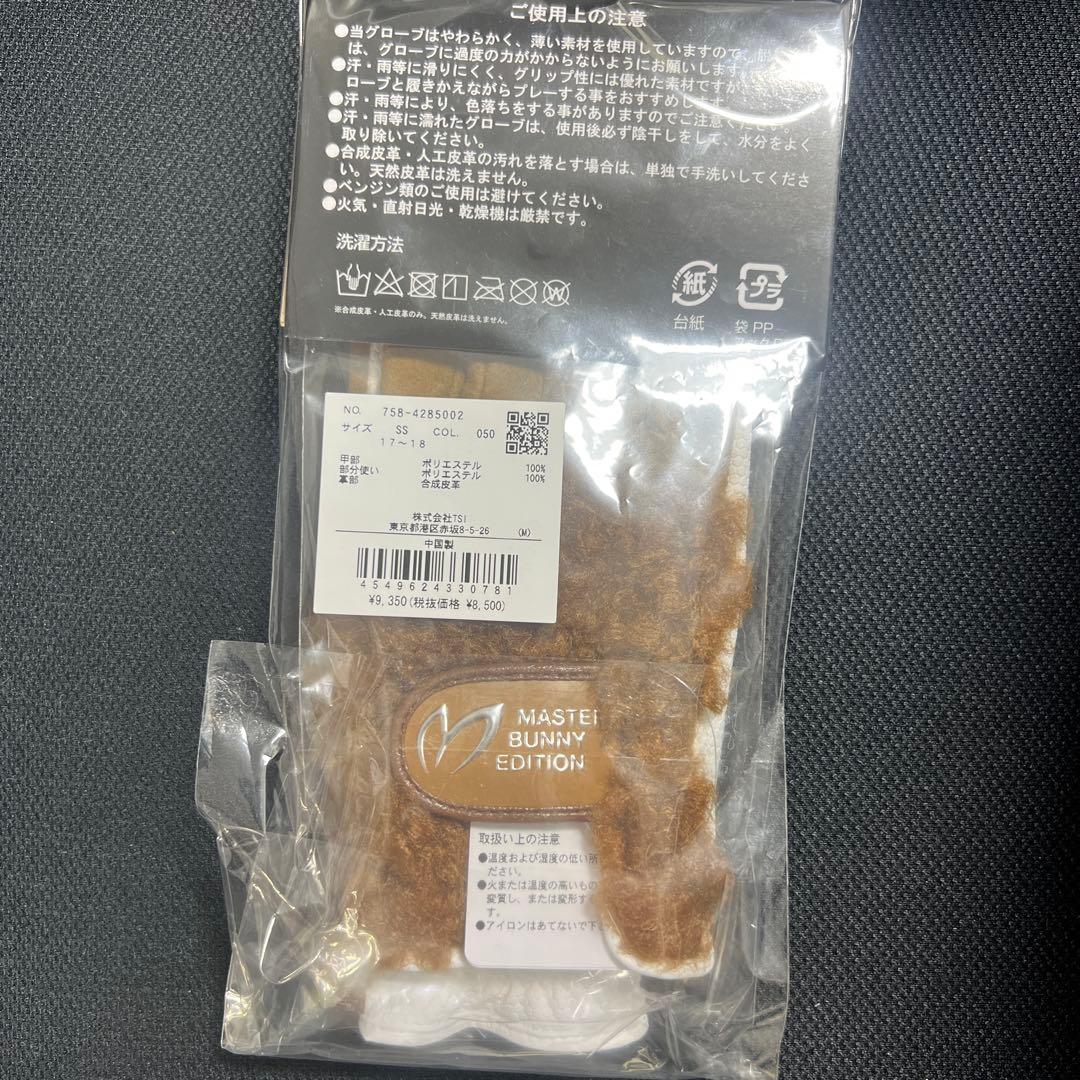 ご使用上の注意
●当グローブはやわらかく、薄い素材を使用していますので、脱
は、グローブに過度の力がかからないようにお願いします。
●汗・雨等に滑りにくく、グリップ性には優れた素材ですが、
ローブと履きかえながらプレーする事をおすすめします。
●汗・雨等により、色落ちをする事がありますのでご注意ください。
●汗・雨等に濡れたグローブは、使用後必ず陰干しをして、水分をよく
取り除いてください。
●合成皮革・人工皮革の汚れを落とす場合は、単独で手洗いしてくださ
い。天然皮革は洗えません。
●ベンジン類のご使用は避けてください。
●火気・直射日光・乾燥機は厳禁です。
洗濯方法
※合成皮革・人工皮革のみ。天然皮革は洗えません。
紙
プラ
台紙
袋 PP
NO. 758-4285002
サイズ SS COL. 050
17～18
甲部 ポリエステル 100%
部分使い ポリエステル 100%
革部 合成皮革
株式会社TSI
東京都港区赤坂8-5-26 (M)
中国製
4549624330781
¥9,350(税抜価格 ¥8,500)
MASTE
BUNNY
EDITION
取扱い上の注意
●温度および湿度の低い所
ださい。
●火または温度の高いもの
変質し、または変形す
す。
●アイロンはあてないで下